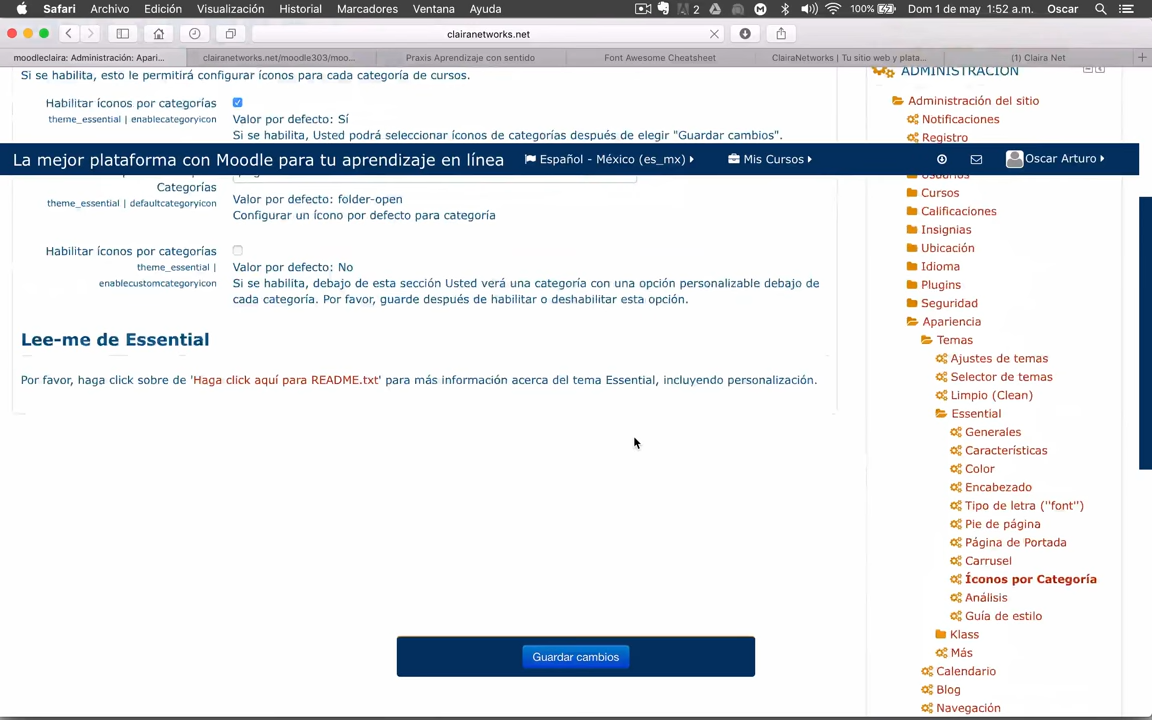 Safari Archivo Edición Visualización Historial Marcadores Ventana Ayuda 2 100% Dom 1 de may 1:52 a.m. Oscar
clairanetworks.net
moodleclaira: Administración: Apari... clairanetworks.net/moodle303/moo... Praxis Aprendizaje con sentido Font Awesome Cheatsheet ClairaNetworks | Tu sitio web y plata... (1) Claira Net
Si se habilita, esto le permitirá configurar íconos para cada categoría de cursos.
Habilitar íconos por categorías
theme_essential | enablecategoryicon
Valor por defecto: Sí
Si se habilita, Usted podrá seleccionar íconos de categorías después de elegir "Guardar cambios".
La mejor plataforma con Moodle para tu aprendizaje en línea Español - México (es_mx) Mis Cursos Oscar Arturo
Categorías
theme_essential | defaultcategoryicon
Valor por defecto: folder-open
Configurar un ícono por defecto para categoría
Habilitar íconos por categorías
theme_essential |
enablecustomcategoryicon
Valor por defecto: No
Si se habilita, debajo de esta sección Usted verá una categoría con una opción personalizable debajo de
cada categoría. Por favor, guarde después de habilitar o deshabilitar esta opción.
Lee-me de Essential
Por favor, haga click sobre de 'Haga click aquí para README.txt' para más información acerca del tema Essential, incluyendo personalización.
Guardar cambios
ADMINISTRACIÓN
Administración del sitio
Notificaciones
Registro
Usuarios
Cursos
Calificaciones
Insignias
Ubicación
Idioma
Plugins
Seguridad
Apariencia
Temas
Ajustes de temas
Selector de temas
Limpio (Clean)
Essential
Generales
Características
Color
Encabezado
Tipo de letra ("font")
Pie de página
Página de Portada
Carrusel
Íconos por Categoría
Análisis
Guía de estilo
Klass
Más
Calendario
Blog
Navegación